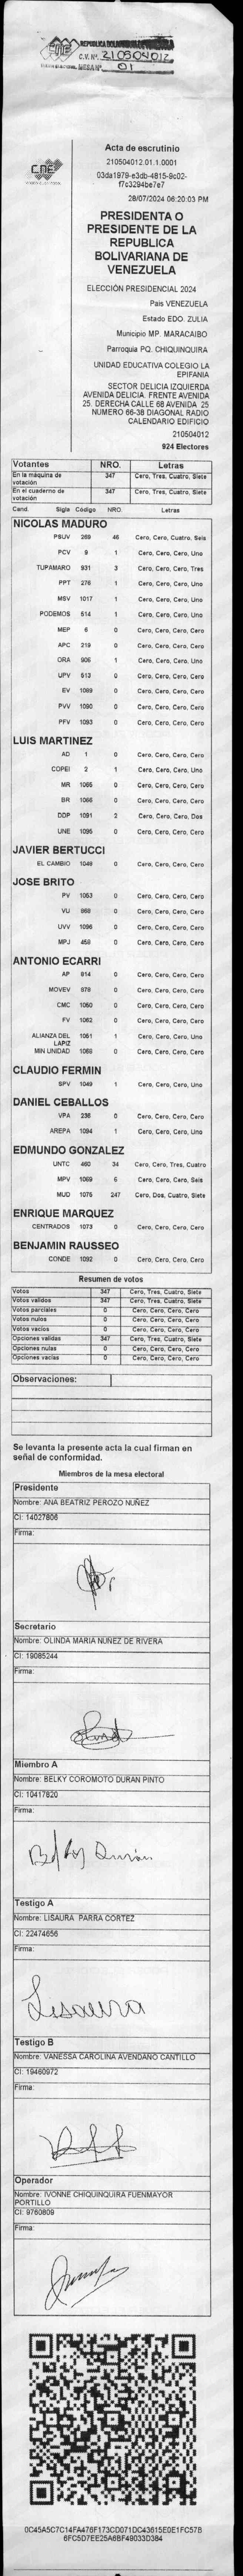 CNE REPUBLICA BOLIVARIANA DE VENEZUELA
C.V. Nº. 210504012
MESA Nº 01
CNE
Acta de escrutinio
210504012.01.1.0001
03da1979-e3db-4815-9c02-
f7c3294be7e7
28/07/2024 06:20:03 PM
PRESIDENTA O
PRESIDENTE DE LA
REPUBLICA
BOLIVARIANA DE
VENEZUELA
ELECCIÓN PRESIDENCIAL 2024
Pais VENEZUELA
Estado EDO. ZULIA
Municipio MP. MARACAIBO
Parroquia PQ. CHIQUINQUIRA
UNIDAD EDUCATIVA COLEGIO LA
EPIFANIA
SECTOR DELICIA IZQUIERDA
AVENIDA DELICIA. FRENTE AVENIDA
25. DERECHA CALLE 68 AVENIDA 25
NUMERO 66-38 DIAGONAL RADIO
CALENDARIO EDIFICIO
210504012
924 Electores
Votantes NRO. Letras
En la máquina de votación 347 Cero, Tres, Cuatro, Siete
En el cuaderno de votación 347 Cero, Tres, Cuatro, Siete
Cand. Sigla Código NRO. Letras
NICOLAS MADURO
PSUV 269 46 Cero, Cero, Cuatro, Seis
PCV 9 1 Cero, Cero, Cero, Uno
TUPAMARO 931 3 Cero, Cero, Cero, Tres
PPT 276 1 Cero, Cero, Cero, Uno
MSV 1017 1 Cero, Cero, Cero, Uno
PODEMOS 514 1 Cero, Cero, Cero, Uno
MEP 6 0 Cero, Cero, Cero, Cero
APC 219 0 Cero, Cero, Cero, Cero
ORA 906 1 Cero, Cero, Cero, Uno
UPV 513 0 Cero, Cero, Cero, Cero
EV 1089 0 Cero, Cero, Cero, Cero
PVV 1090 0 Cero, Cero, Cero, Cero
PFV 1093 0 Cero, Cero, Cero, Cero
LUIS MARTINEZ
AD 1 0 Cero, Cero, Cero, Cero
COPEI 2 1 Cero, Cero, Cero, Uno
MR 1065 0 Cero, Cero, Cero, Cero
BR 1066 0 Cero, Cero, Cero, Cero
DDP 1091 2 Cero, Cero, Cero, Dos
UNE 1095 0 Cero, Cero, Cero, Cero
JAVIER BERTUCCI
EL CAMBIO 1048 0 Cero, Cero, Cero, Cero
JOSE BRITO
PV 1053 0 Cero, Cero, Cero, Cero
VU 868 0 Cero, Cero, Cero, Cero
UVV 1096 0 Cero, Cero, Cero, Cero
MPJ 458 0 Cero, Cero, Cero, Cero
ANTONIO ECARRI
AP 914 0 Cero, Cero, Cero, Cero
MOVEV 878 0 Cero, Cero, Cero, Cero
CMC 1050 0 Cero, Cero, Cero, Cero
FV 1062 0 Cero, Cero, Cero, Cero
ALIANZA DEL LAPIZ 1051 1 Cero, Cero, Cero, Uno
MIN UNIDAD 1068 0 Cero, Cero, Cero, Cero
CLAUDIO FERMIN
SPV 1049 1 Cero, Cero, Cero, Uno
DANIEL CEBALLOS
VPA 236 0 Cero, Cero, Cero, Cero
AREPA 1094 1 Cero, Cero, Cero, Uno
EDMUNDO GONZALEZ
UNTC 460 34 Cero, Cero, Tres, Cuatro
MPV 1069 6 Cero, Cero, Cero, Seis
MUD 1075 247 Cero, Dos, Cuatro, Siete
ENRIQUE MARQUEZ
CENTRADOS 1073 0 Cero, Cero, Cero, Cero
BENJAMIN RAUSSEO
CONDE 1092 0 Cero, Cero, Cero, Cero
Resumen de votos
Votos 347 Cero, Tres, Cuatro, Siete
Votos validos 347 Cero, Tres, Cuatro, Siete
Votos parciales 0 Cero, Cero, Cero, Cero
Votos nulos 0 Cero, Cero, Cero, Cero
Votos vacios 0 Cero, Cero, Cero, Cero
Opciones validas 347 Cero, Tres, Cuatro, Siete
Opciones nulas 0 Cero, Cero, Cero, Cero
Opciones vacias 0 Cero, Cero, Cero, Cero
Observaciones:
Se levanta la presente acta la cual firman en
señal de conformidad.
Miembros de la mesa electoral
Presidente
Nombre: ANA BEATRIZ PEROZO NUÑEZ
CI: 14027806
Firma:
Secretario
Nombre: OLINDA MARIA NUÑEZ DE RIVERA
CI: 19085244
Firma:
Miembro A
Nombre: BELKY COROMOTO DURAN PINTO
CI: 10417820
Firma:
Belky Durán
Testigo A
Nombre: LISAURA PARRA CORTEZ
CI: 22474656
Firma:
Lisaura
Testigo B
Nombre: VANESSA CAROLINA AVENDAÑO CANTILLO
CI: 19460972
Firma:
Operador
Nombre: IVONNE CHIQUINQUIRA FUENMAYOR
PORTILLO
CI: 9760809
Firma:
0C45A5C7C14FA476F173CD071DC43615E0E1FC57B
6FC5D7EE25A6BF49033D384